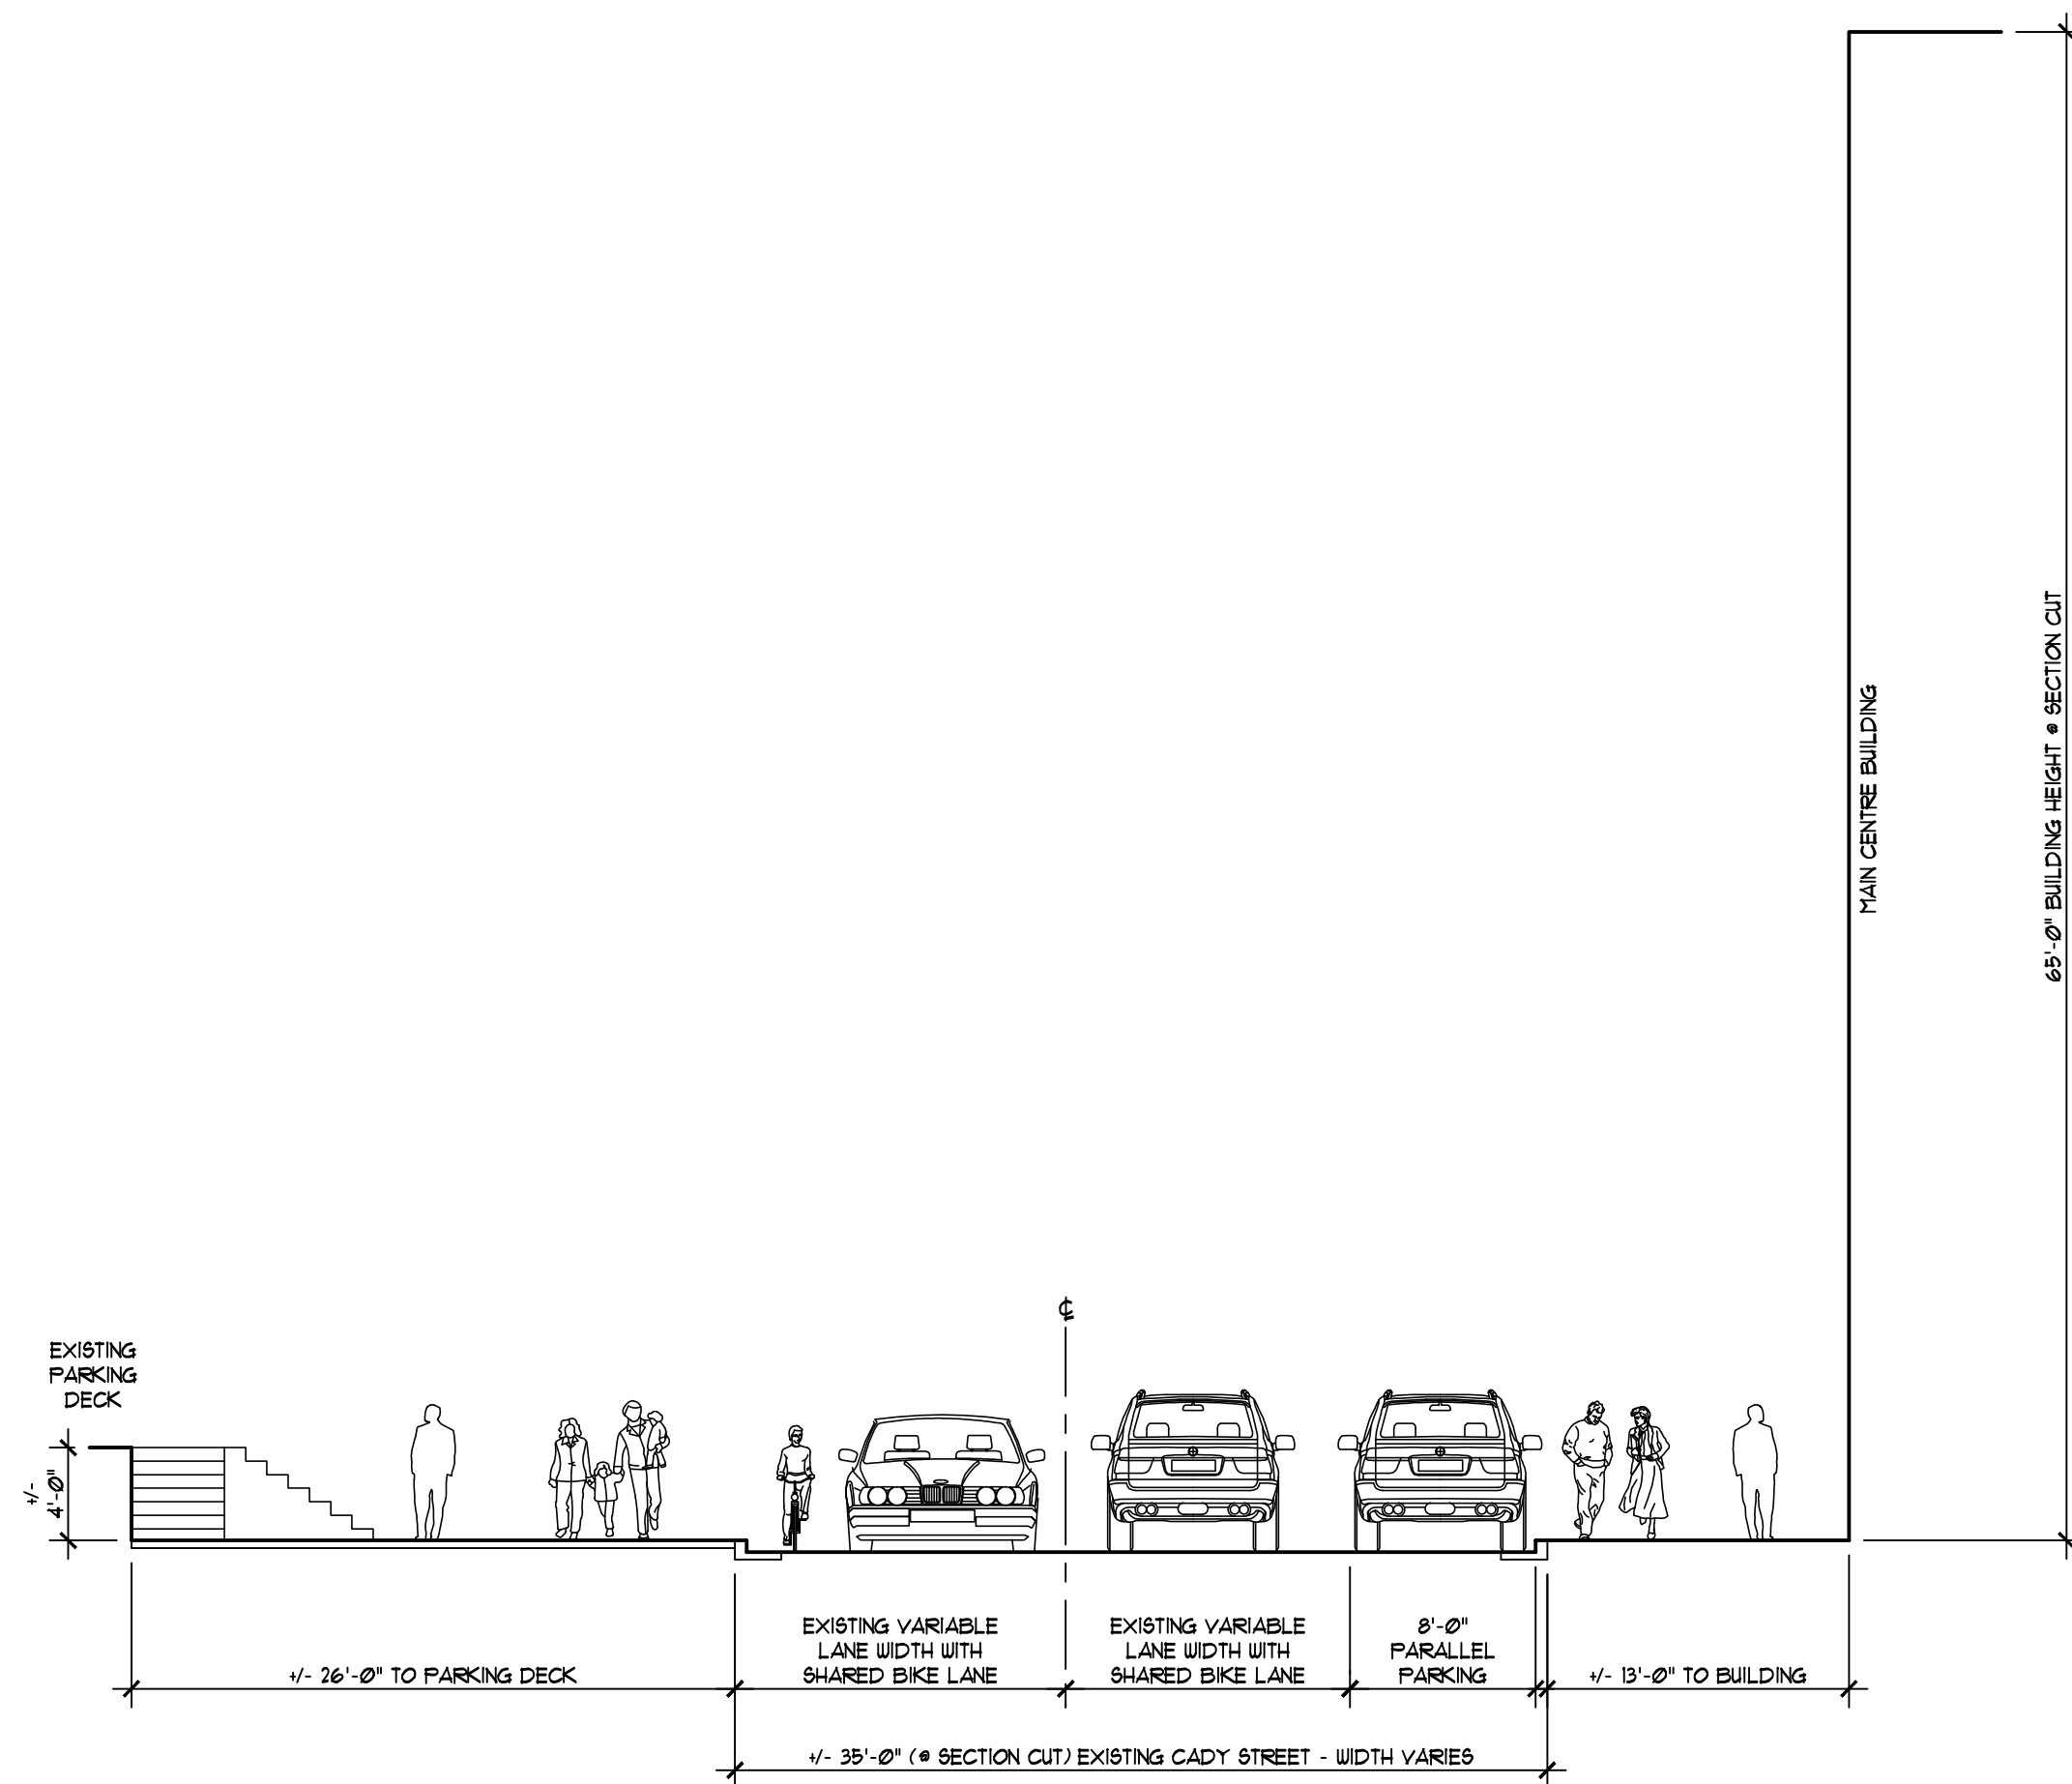 65'-0" BUILDING HEIGHT @ SECTION CUT
MAIN CENTRE BUILDING
℄
EXISTING
PARKING
DECK
+/-
4'-0"
EXISTING VARIABLE
LANE WIDTH WITH
SHARED BIKE LANE
EXISTING VARIABLE
LANE WIDTH WITH
SHARED BIKE LANE
8'-0"
PARALLEL
PARKING
+/- 26'-0" TO PARKING DECK
+/- 13'-0" TO BUILDING
+/- 35'-0" (@ SECTION CUT) EXISTING CADY STREET - WIDTH VARIES